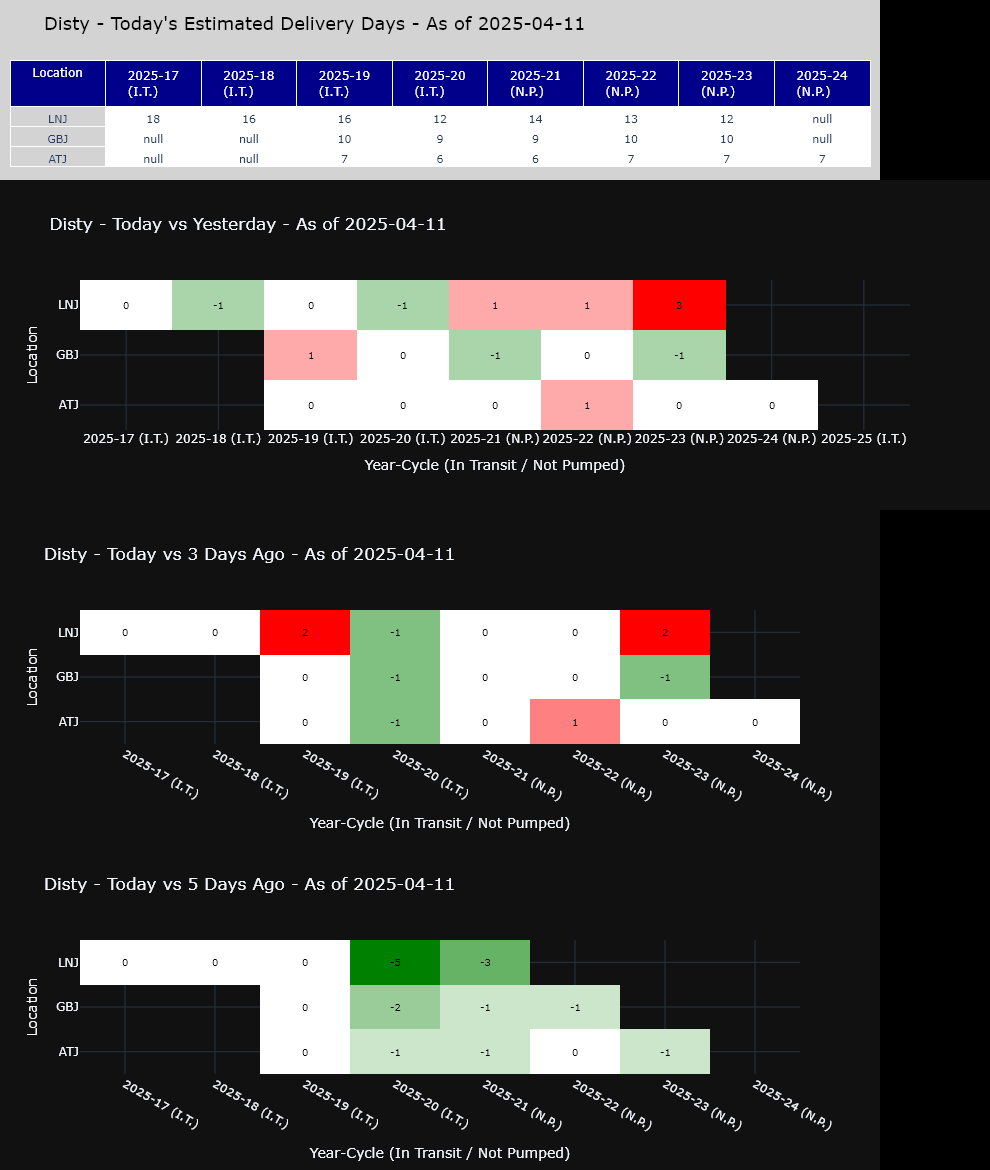 Disty - Today's Estimated Delivery Days - As of 2025-04-11
Location 2025-17 (I.T.) 2025-18 (I.T.) 2025-19 (I.T.) 2025-20 (I.T.) 2025-21 (N.P.) 2025-22 (N.P.) 2025-23 (N.P.) 2025-24 (N.P.)
LNJ 18 16 16 12 14 13 12 null
GBJ null null 10 9 9 10 10 null
ATJ null null 7 6 6 7 7 7
Disty - Today vs Yesterday - As of 2025-04-11
Location
LNJ 0 -1 0 -1 1 1 3
GBJ 1 0 -1 0 -1
ATJ 0 0 0 1 0 0
2025-17 (I.T.) 2025-18 (I.T.) 2025-19 (I.T.) 2025-20 (I.T.) 2025-21 (N.P.) 2025-22 (N.P.) 2025-23 (N.P.) 2025-24 (N.P.) 2025-25 (I.T.)
Year-Cycle (In Transit / Not Pumped)
Disty - Today vs 3 Days Ago - As of 2025-04-11
Location
LNJ 0 0 2 -1 0 0 2
GBJ 0 -1 0 0 -1
ATJ 0 -1 0 1 0 0
2025-17 (I.T.) 2025-18 (I.T.) 2025-19 (I.T.) 2025-20 (I.T.) 2025-21 (N.P.) 2025-22 (N.P.) 2025-23 (N.P.) 2025-24 (N.P.)
Year-Cycle (In Transit / Not Pumped)
Disty - Today vs 5 Days Ago - As of 2025-04-11
Location
LNJ 0 0 0 -5 -3
GBJ 0 -2 -1 -1
ATJ 0 -1 -1 0 -1
2025-17 (I.T.) 2025-18 (I.T.) 2025-19 (I.T.) 2025-20 (I.T.) 2025-21 (N.P.) 2025-22 (N.P.) 2025-23 (N.P.) 2025-24 (N.P.)
Year-Cycle (In Transit / Not Pumped)